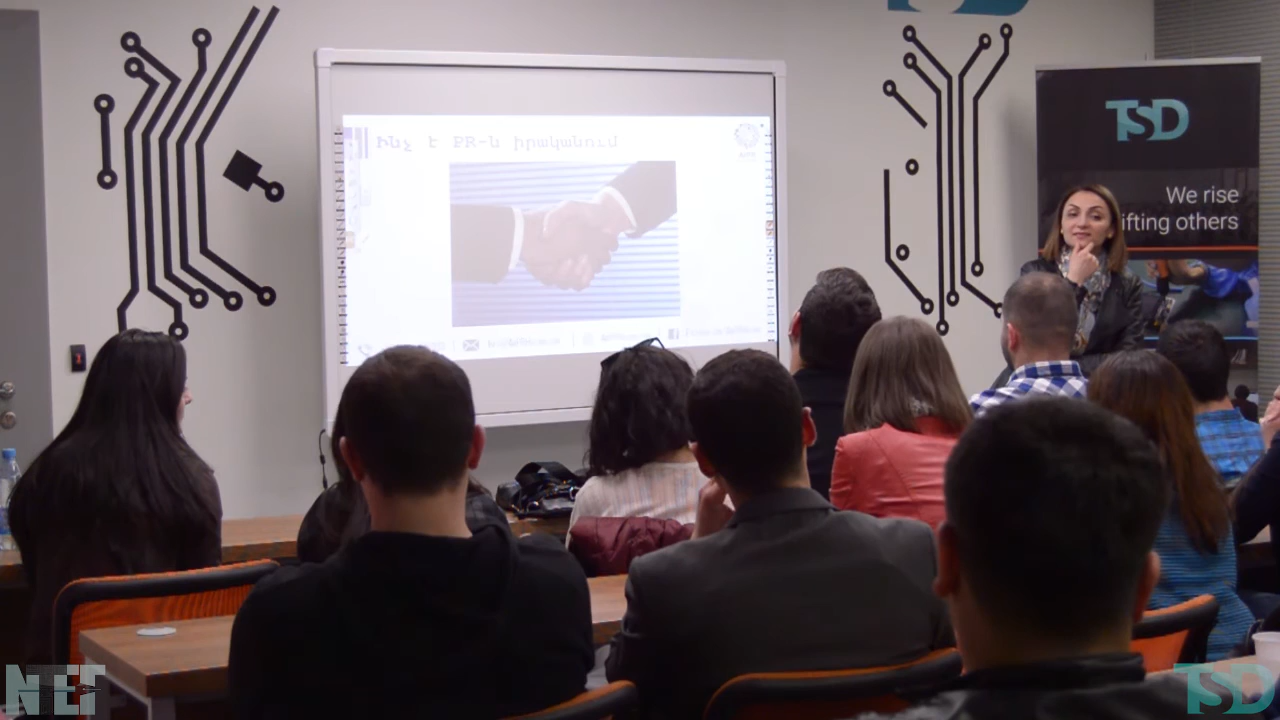 TSD
Ինչ է PR-ն իրականում
We rise
lifting others
NET
TSD